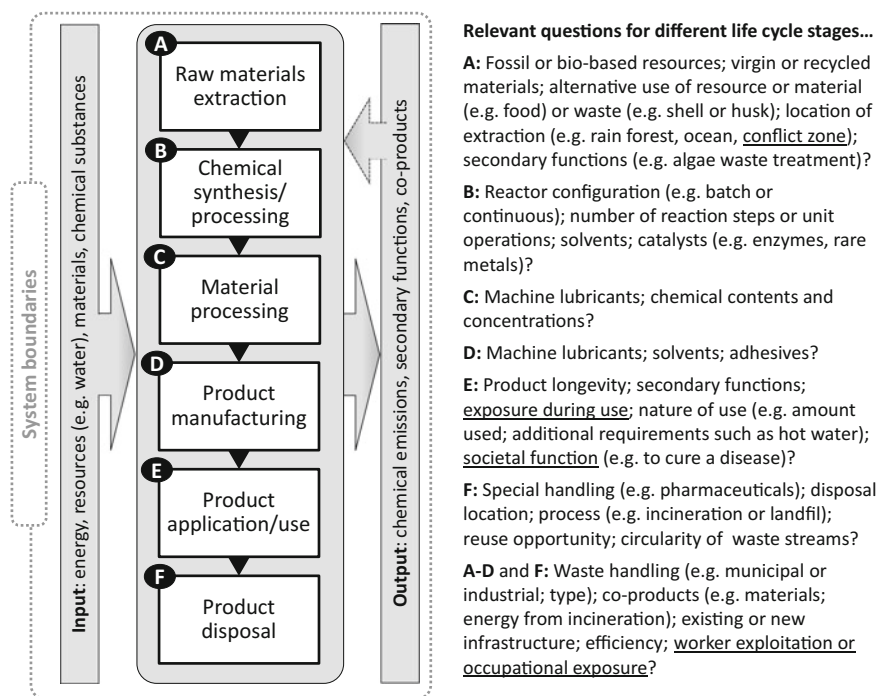 System boundaries
Input: energy, resources (e.g. water), materials, chemical substances
A
Raw materials
extraction
B
Chemical
synthesis/
processing
C
Material
processing
D
Product
manufacturing
E
Product
application/use
F
Product
disposal
Output: chemical emissions, secondary functions, co-products
Relevant questions for different life cycle stages...
A: Fossil or bio-based resources; virgin or recycled
materials; alternative use of resource or material
(e.g. food) or waste (e.g. shell or husk); location of
extraction (e.g. rain forest, ocean, conflict zone);
secondary functions (e.g. algae waste treatment)?
B: Reactor configuration (e.g. batch or
continuous); number of reaction steps or unit
operations; solvents; catalysts (e.g. enzymes, rare
metals)?
C: Machine lubricants; chemical contents and
concentrations?
D: Machine lubricants; solvents; adhesives?
E: Product longevity; secondary functions;
exposure during use; nature of use (e.g. amount
used; additional requirements such as hot water);
societal function (e.g. to cure a disease)?
F: Special handling (e.g. pharmaceuticals); disposal
location; process (e.g. incineration or landfil);
reuse opportunity; circularity of waste streams?
A-D and F: Waste handling (e.g. municipal or
industrial; type); co-products (e.g. materials;
energy from incineration); existing or new
infrastructure; efficiency; worker exploitation or
occupational exposure?